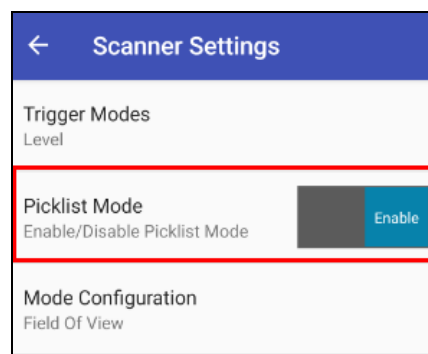 Scanner Settings
Trigger Modes
Level
Picklist Mode
Enable/Disable Picklist Mode
Enable
Mode Configuration
Field Of View